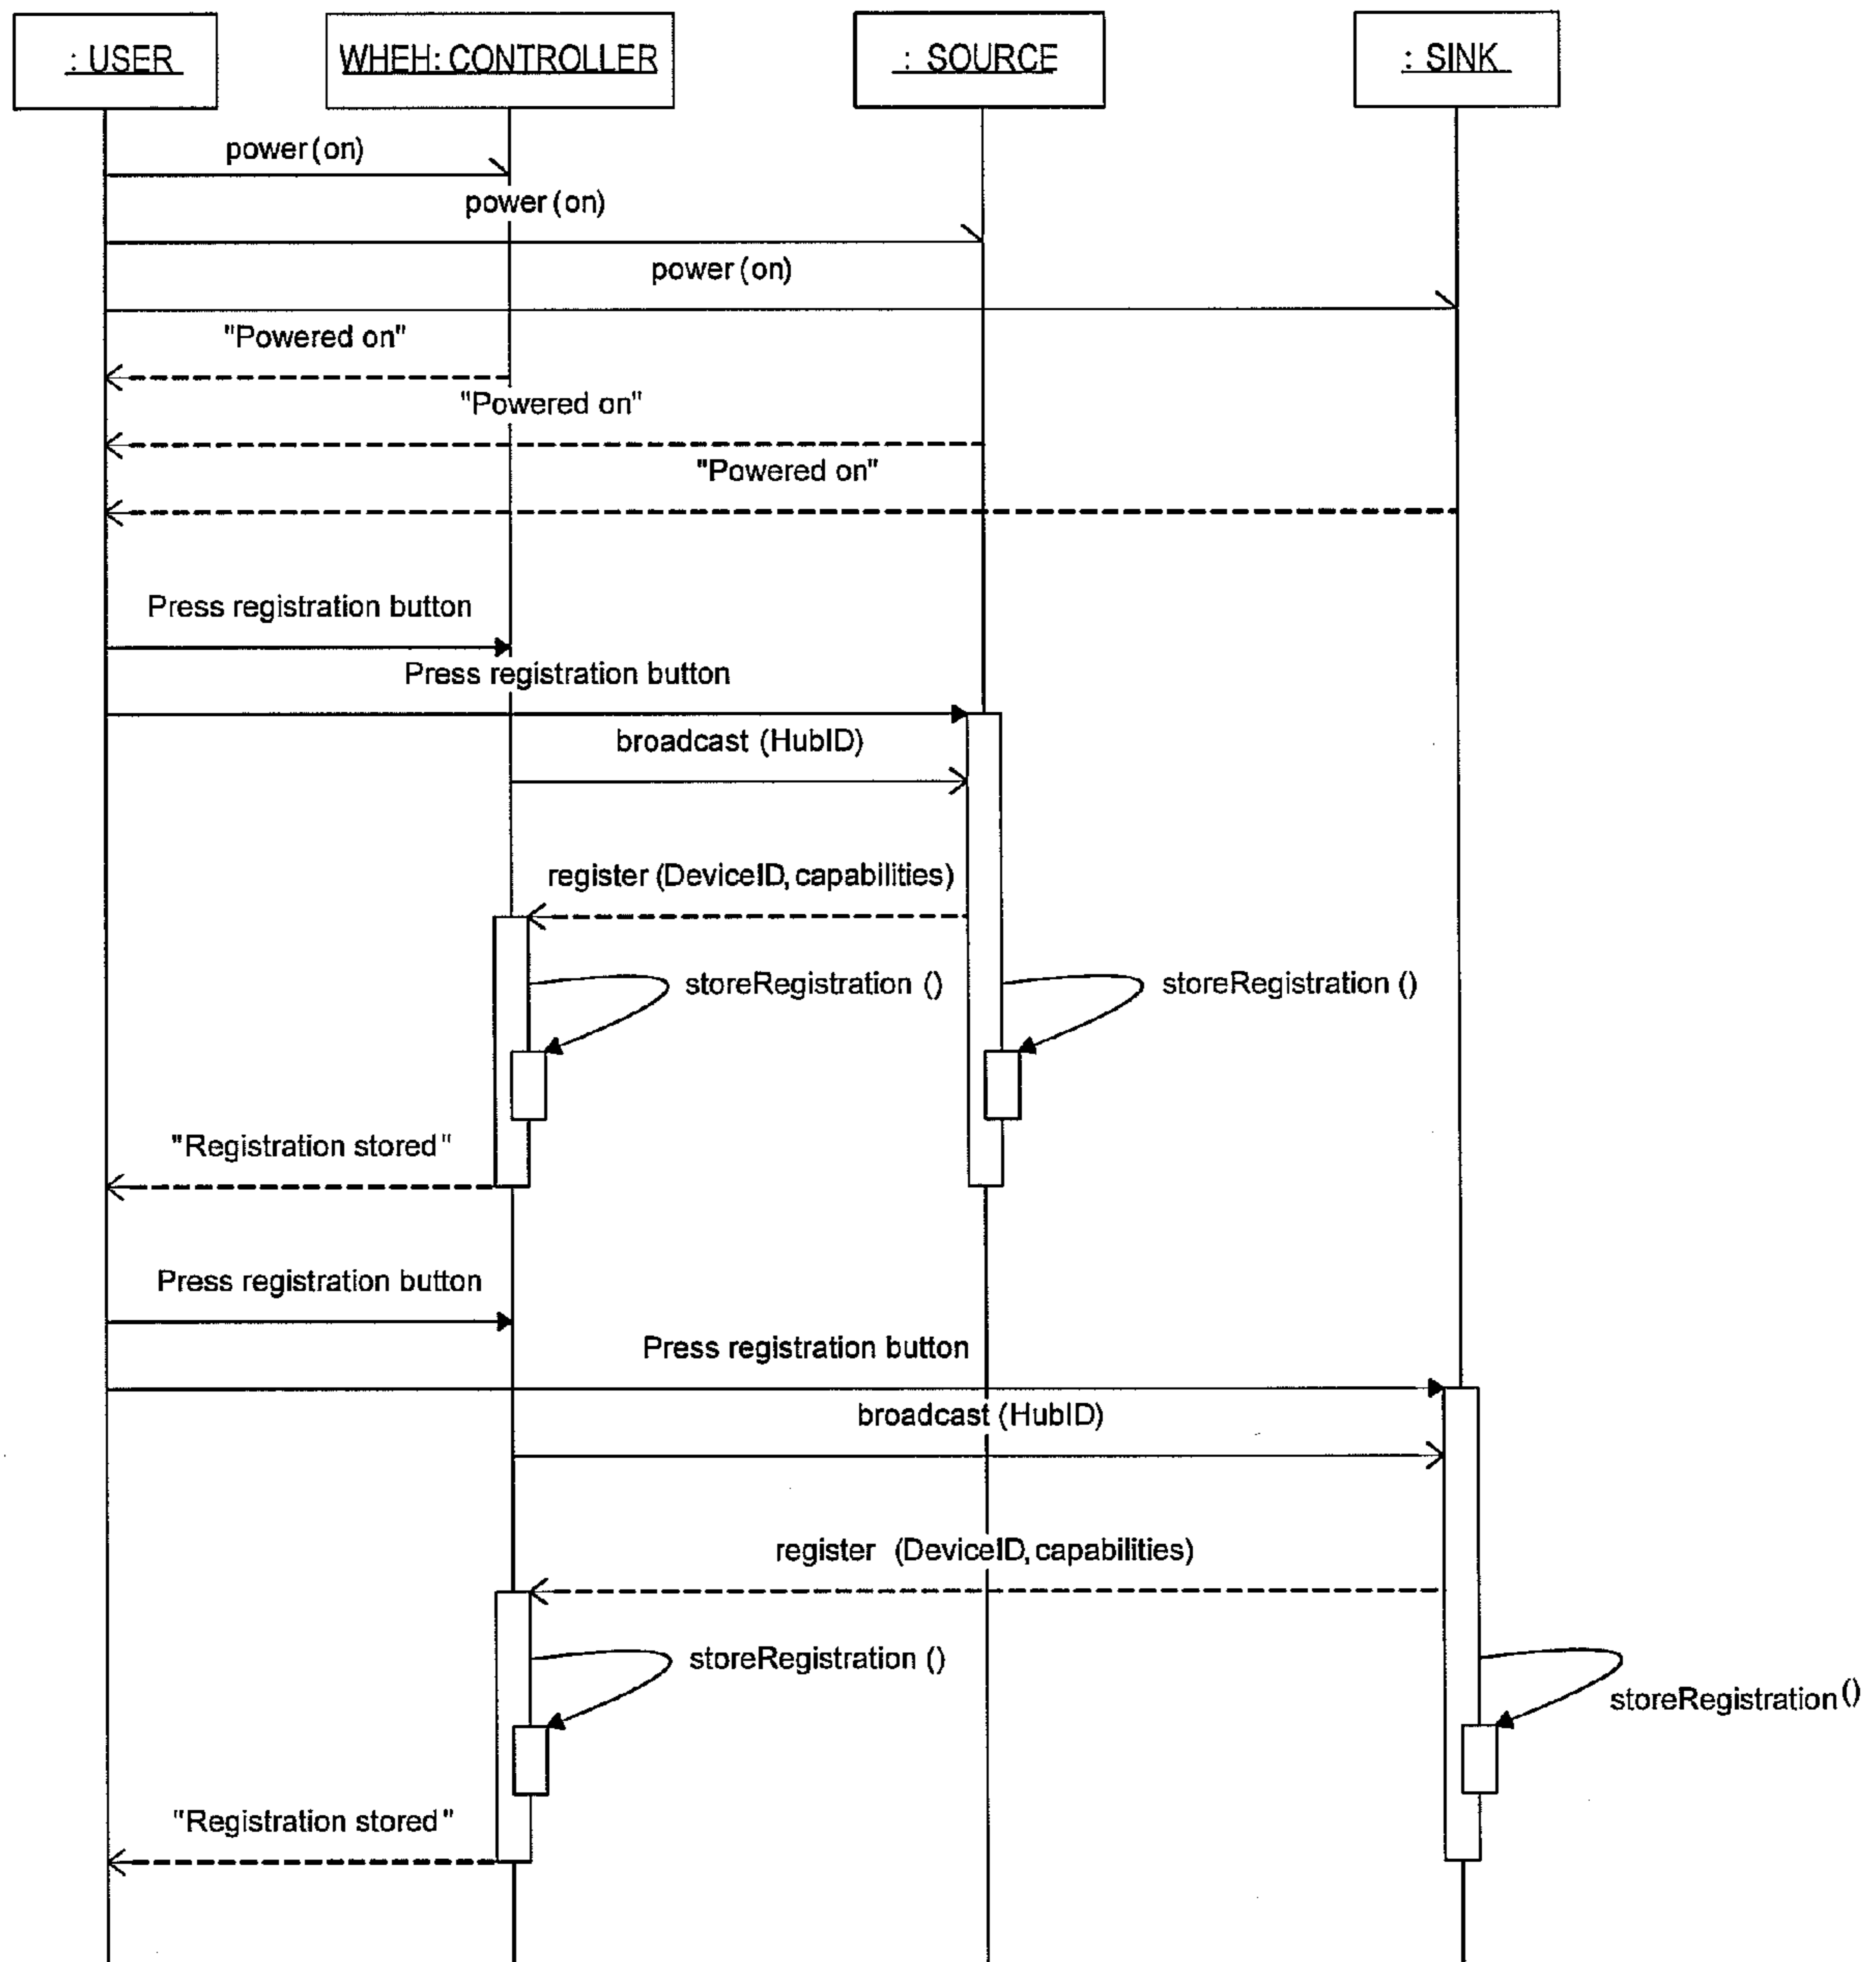 : USER
WHEH: CONTROLLER
: SOURCE
: SINK
power (on)
power (on)
power (on)
"Powered on"
"Powered on"
"Powered on"
Press registration button
Press registration button
broadcast (HubID)
register (DeviceID, capabilities)
storeRegistration ()
storeRegistration ()
"Registration stored"
Press registration button
Press registration button
broadcast (HubID)
register (DeviceID, capabilities)
storeRegistration ()
storeRegistration ()
"Registration stored"